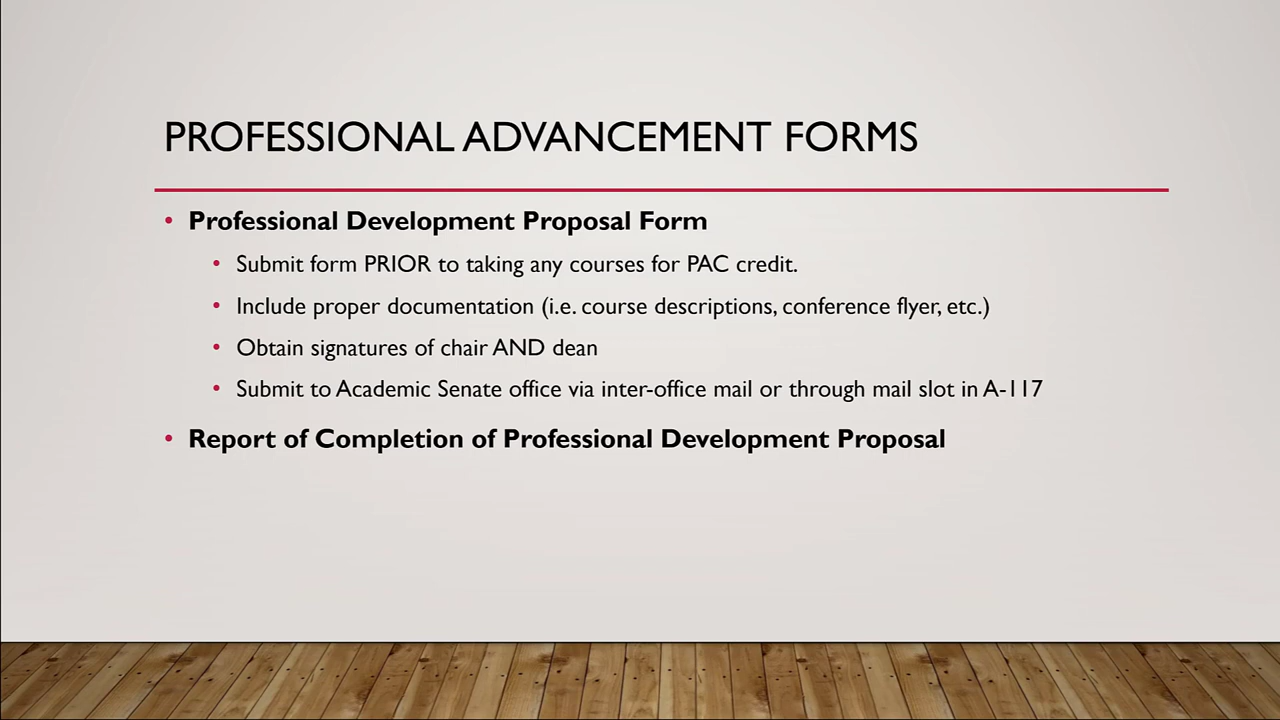 PROFESSIONAL ADVANCEMENT FORMS
• Professional Development Proposal Form
• Submit form PRIOR to taking any courses for PAC credit.
• Include proper documentation (i.e. course descriptions, conference flyer, etc.)
• Obtain signatures of chair AND dean
• Submit to Academic Senate office via inter-office mail or through mail slot in A-117
• Report of Completion of Professional Development Proposal